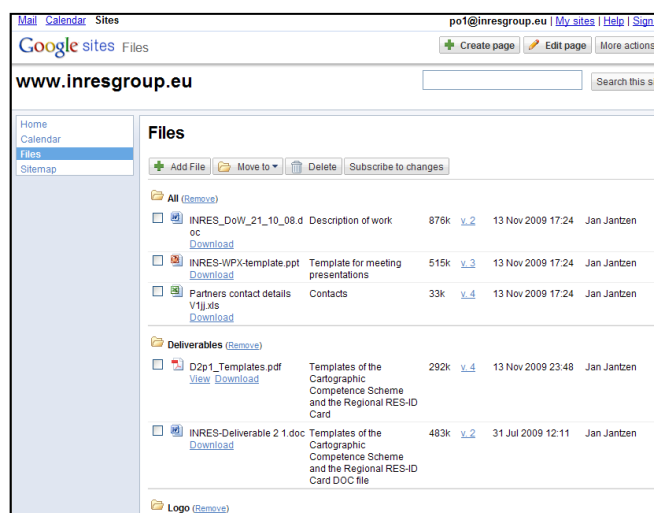 Mail Calendar Sites po1@inresgroup.eu | My sites | Help | Sign
Google sites Files Create page Edit page More actions
www.inresgroup.eu Search this s
Home
Calendar
Files
Sitemap
Files
Add File Move to Delete Subscribe to changes
All (Remove)
INRES_DoW_21_10_08.d Description of work 876k v. 2 13 Nov 2009 17:24 Jan Jantzen
oc
Download
INRES-WPX-template.ppt Template for meeting 515k v. 3 13 Nov 2009 17:24 Jan Jantzen
Download presentations
Partners contact details Contacts 33k v. 4 13 Nov 2009 17:24 Jan Jantzen
V1jj.xls
Download
Deliverables (Remove)
D2p1_Templates.pdf Templates of the 292k v. 4 13 Nov 2009 23:48 Jan Jantzen
View Download Cartographic
Competence Scheme
and the Regional RES-ID
Card
INRES-Deliverable 2 1.doc Templates of the 483k v. 2 31 Jul 2009 12:11 Jan Jantzen
Download Cartographic
Competence Scheme
and the Regional RES-ID
Card DOC file
Logo (Remove)